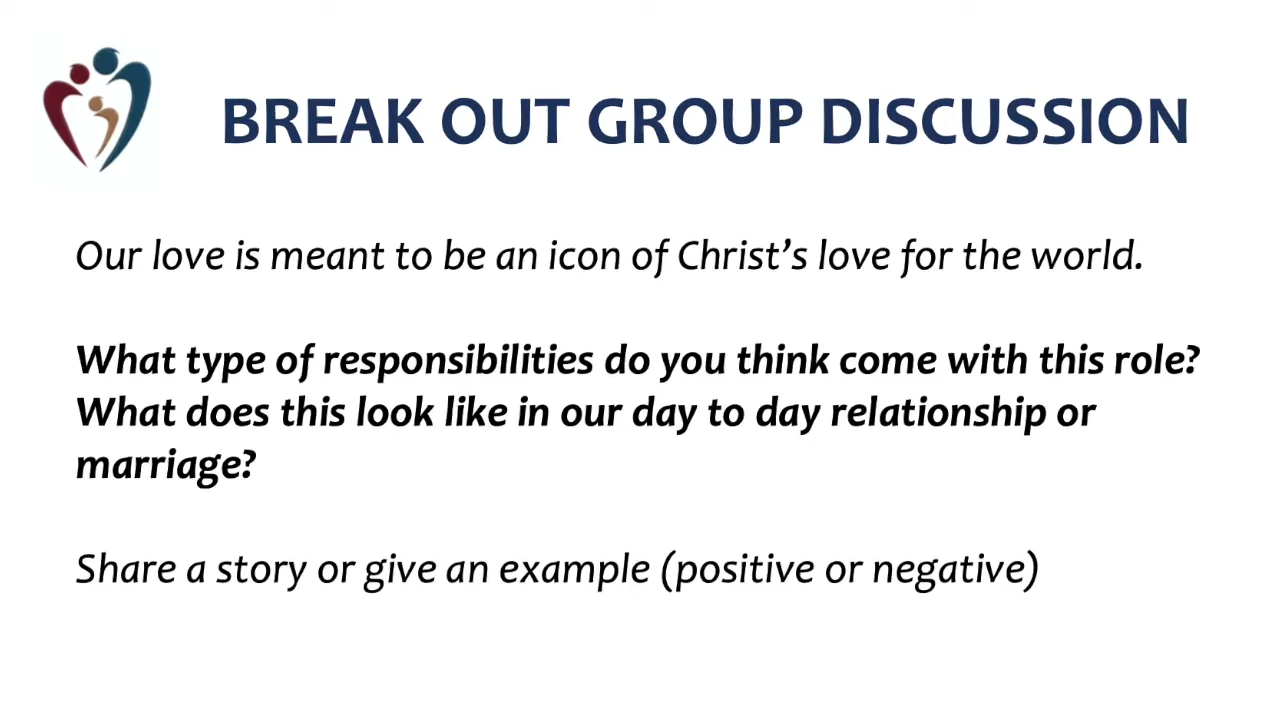 BREAK OUT GROUP DISCUSSION
Our love is meant to be an icon of Christ’s love for the world.
What type of responsibilities do you think come with this role?
What does this look like in our day to day relationship or
marriage?
Share a story or give an example (positive or negative)